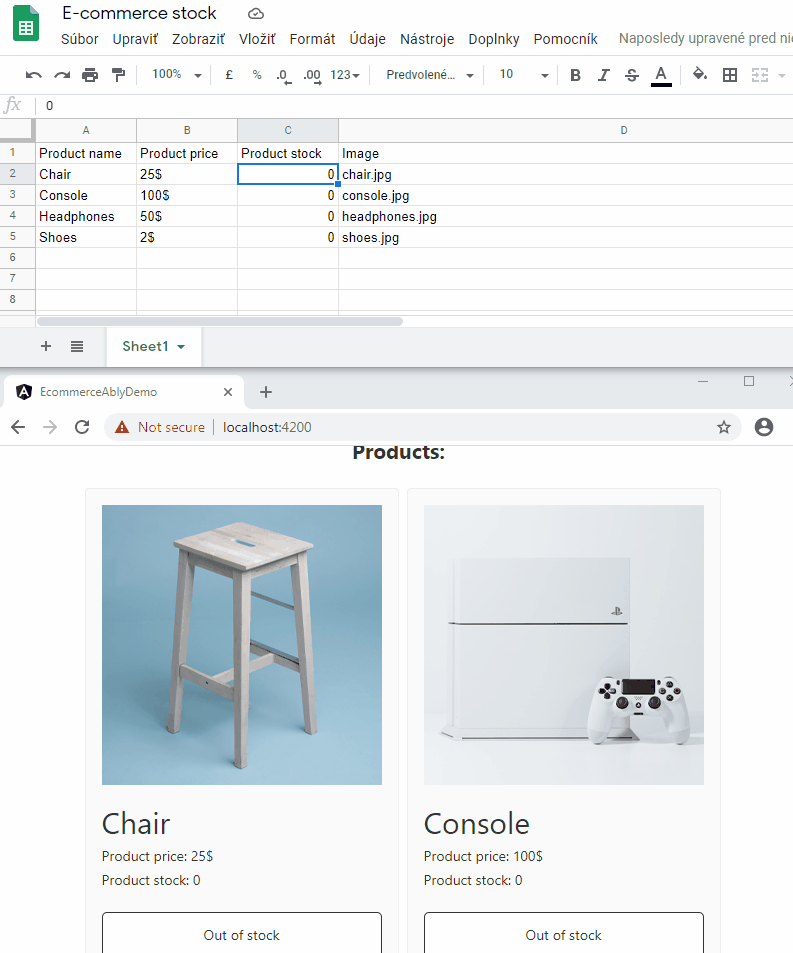 E-commerce stock
Súbor Upraviť Zobraziť Vložiť Formát Údaje Nástroje Doplnky Pomocník Naposledy upravené pred
100% £ % .0 .00 123 Predvolené... 10 B I S A
fx 0
A B C D
1 Product name Product price Product stock Image
2 Chair 25$ 0 chair.jpg
3 Console 100$ 0 console.jpg
4 Headphones 50$ 0 headphones.jpg
5 Shoes 2$ 0 shoes.jpg
6
7
8
Sheet1
EcommerceAblyDemo
Not secure localhost:4200
Products:
Chair
Product price: 25$
Product stock: 0
Out of stock
Console
Product price: 100$
Product stock: 0
Out of stock